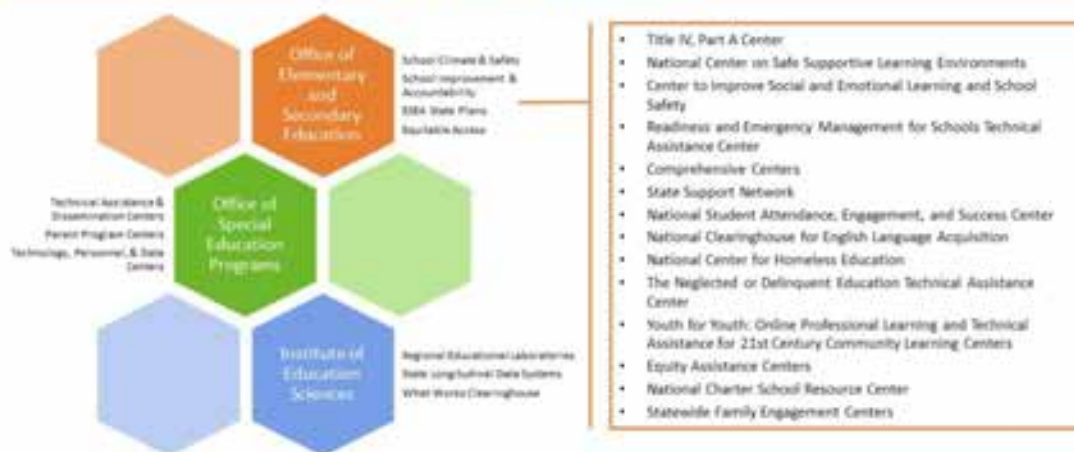 Office of
Elementary
and
Secondary
Education
School Climate & Safety
School Improvement &
Accountability
ESEA State Plans
Equitable Access
Technical Assistance &
Dissemination Centers
Parent Program Centers
Technology, Personnel, & Data
Centers
Office of
Special
Education
Programs
Institute of
Education
Sciences
Regional Educational Laboratories
State Longitudinal Data Systems
What Works Clearinghouse
• Title IV, Part A Center
• National Center on Safe Supportive Learning Environments
• Center to Improve Social and Emotional Learning and School
Safety
• Readiness and Emergency Management for Schools Technical
Assistance Center
• Comprehensive Centers
• State Support Network
• National Student Attendance, Engagement, and Success Center
• National Clearinghouse for English Language Acquisition
• National Center for Homeless Education
• The Neglected or Delinquent Education Technical Assistance
Center
• Youth for Youth: Online Professional Learning and Technical
Assistance for 21st Century Community Learning Centers
• Equity Assistance Centers
• National Charter School Resource Center
• Statewide Family Engagement Centers